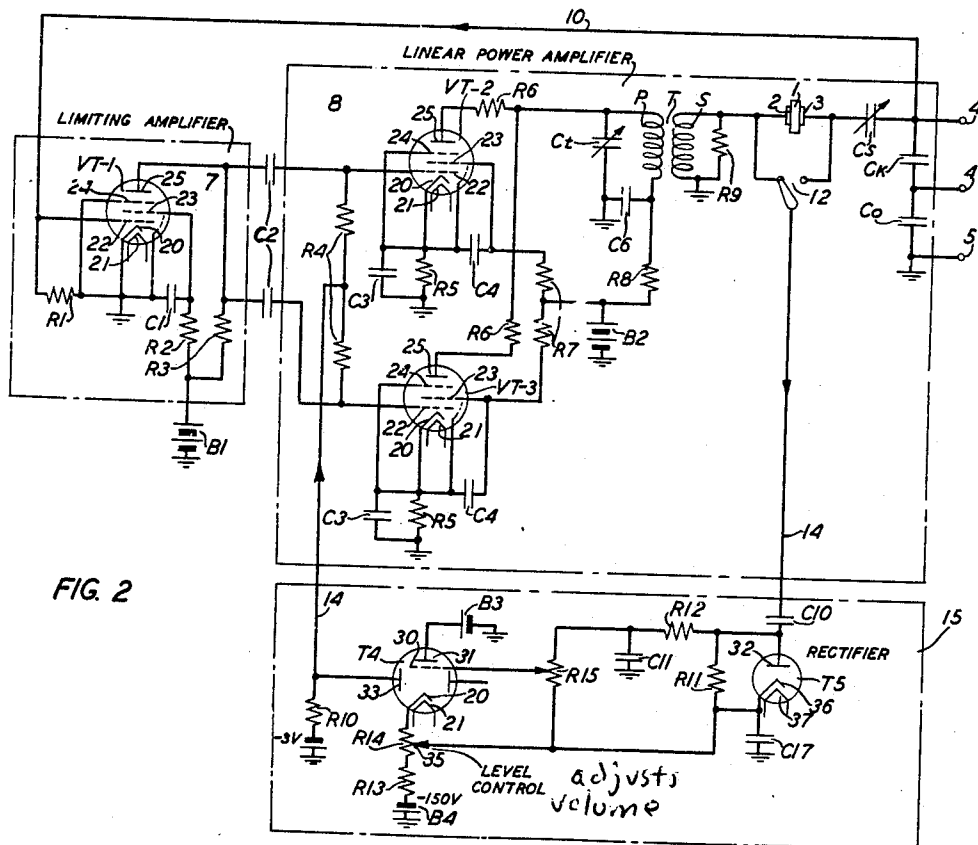 10
LINEAR POWER AMPLIFIER
8
VT-2
R6
25
24
23
20
21
22
Ct
P
T
S
R9
1
2
3
Cs
4
CK
4
Co
5
12
LIMITING AMPLIFIER
VT-1
25
7
24
23
22
20
21
R1
C1
R2
R3
B1
C2
R4
C3
R5
C4
C6
R8
R6
R7
B2
25
24
23
VT-3
22
20
21
C3
R5
C4
14
FIG. 2
14
B3
30
31
T4
33
20
21
R14
35
R10
-3V
R13
-150V
B4
LEVEL CONTROL
adjusts volume
R15
C11
R12
R11
C10
32
RECTIFIER
T5
36
37
C17
15